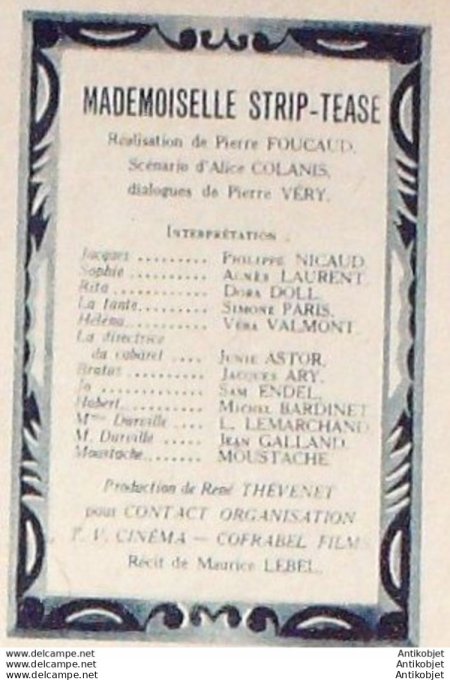 MADEMOISELLE STRIP-TEASE
Réalisation de Pierre FOUCAUD.
Scénario d'Alice COLANIS,
dialogues de Pierre VÉRY.
INTERPRÉTATION :
Jacques .......... PHILIPPE NICAUD.
Sophie .......... AGNÈS LAURENT.
Rita .......... DORA DOLL.
La tante.......... SIMONE PARIS.
Héléna.......... VÉRA VALMONT.
La directrice
du cabaret .... JUNIE ASTOR.
Brutus .......... JACQUES ARY.
Jo .......... SAM ENDEL.
Hubert.......... MICHEL BARDINET
Mme Durville .... L. LEMARCHAND.
M. Durville ..... JEAN GALLAND.
Moustache........ MOUSTACHE.
Production de René THÉVENET
pour CONTACT ORGANISATION
T. V. CINÉMA — COFRABEL FILMS
Récit de Maurice LEBEL.
www.delcampe.net Antikobjet
www.delcampe.net Antikobjet